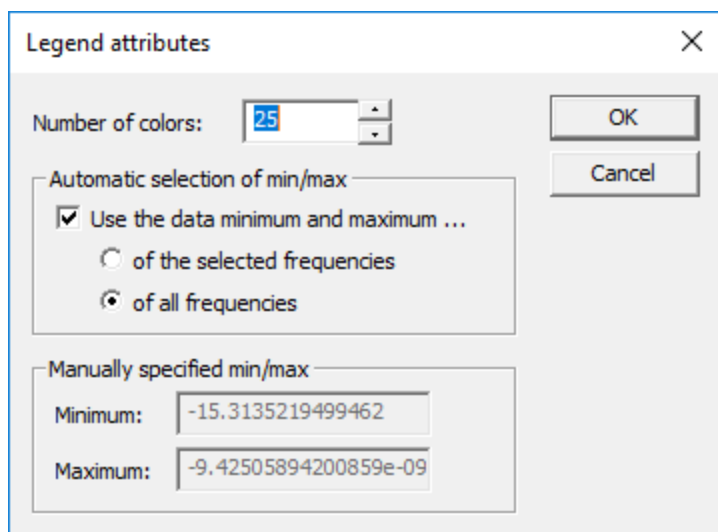 Legend attributes
Number of colors: 25
OK
Cancel
Automatic selection of min/max
Use the data minimum and maximum ...
of the selected frequencies
of all frequencies
Manually specified min/max
Minimum: -15.3135219499462
Maximum: -9.42505894200859e-09